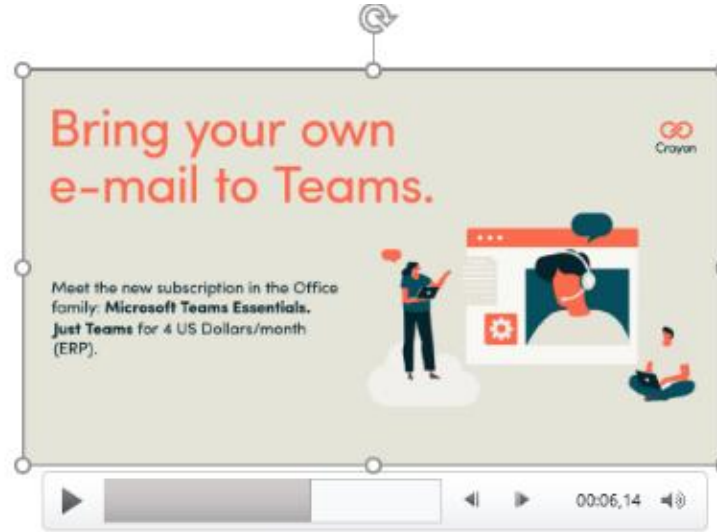 Bring your own
e-mail to Teams.
Crayon
Meet the new subscription in the Office
family: Microsoft Teams Essentials.
Just Teams for 4 US Dollars/month
(ERP).
00:06,14